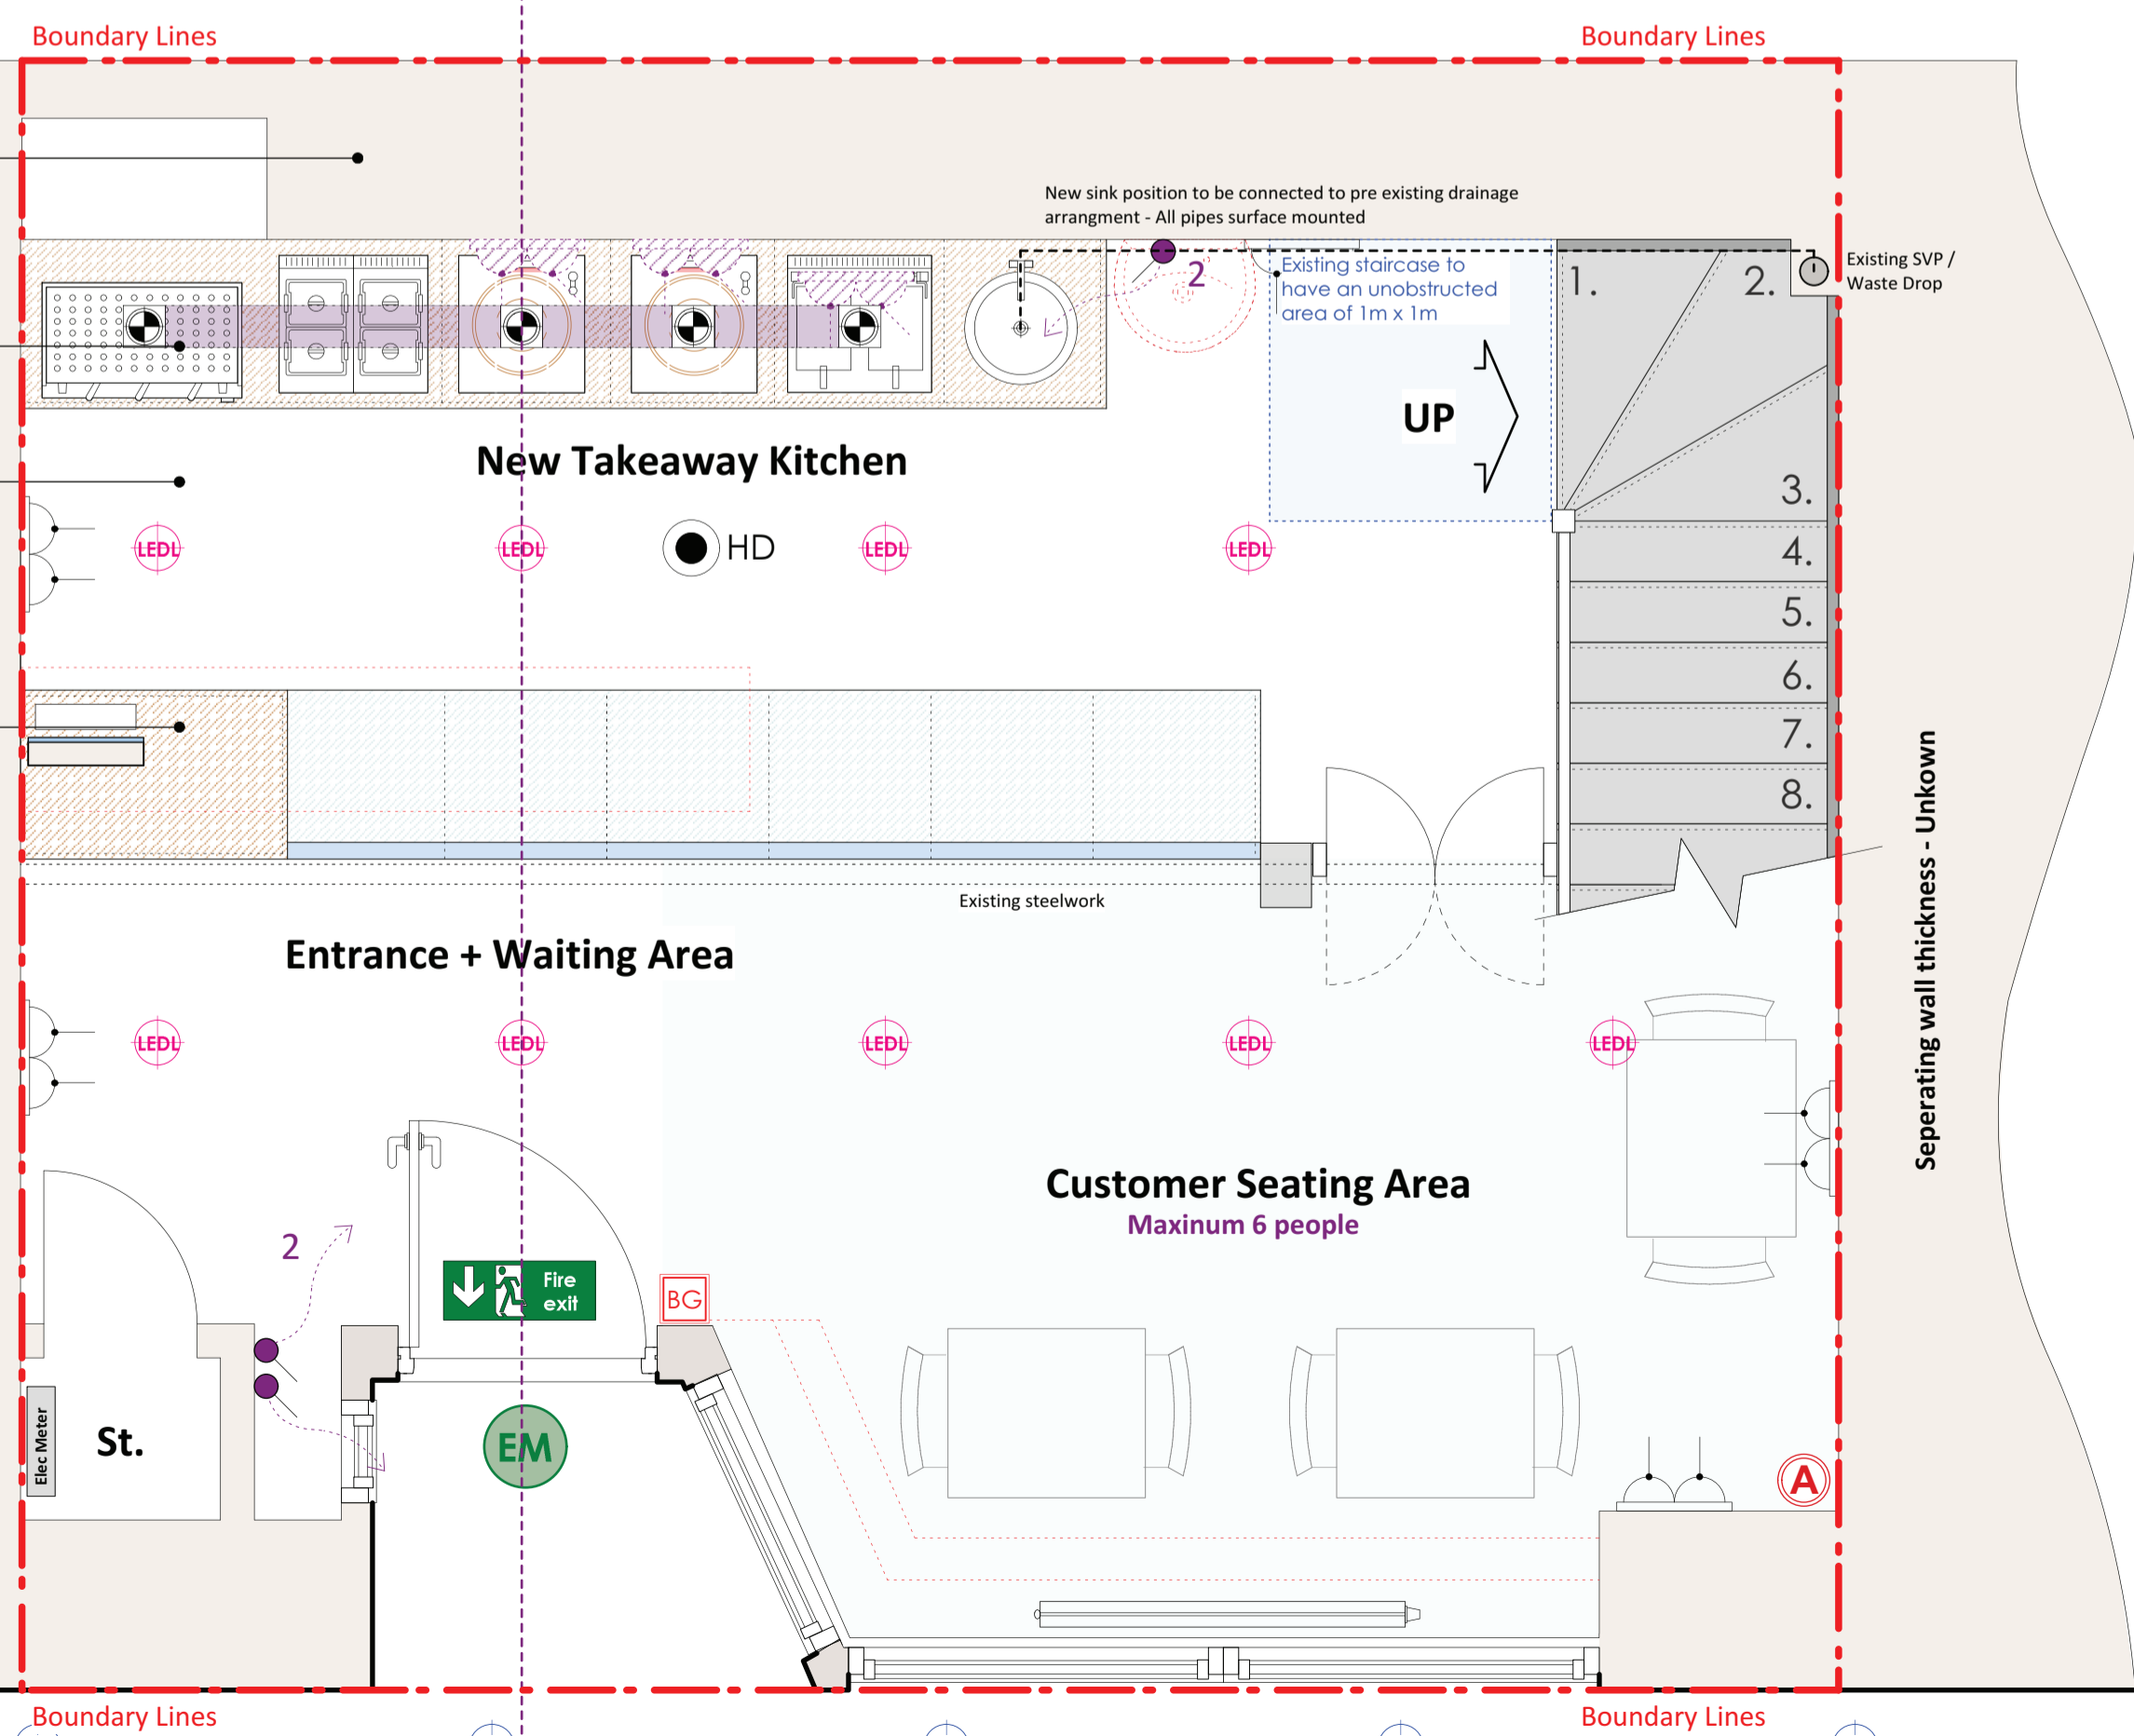 Boundary Lines
Boundary Lines
New sink position to be connected to pre existing drainage
arrangment - All pipes surface mounted
Existing SVP /
Waste Drop
2
Existing staircase to
have an unobstructed
area of 1m x 1m
1.
2.
UP
New Takeaway Kitchen
3.
LEDL
LEDL
HD
LEDL
LEDL
4.
5.
6.
7.
8.
Seperating wall thickness - Unkown
Existing steelwork
Entrance + Waiting Area
LEDL
LEDL
LEDL
LEDL
LEDL
Customer Seating Area
Maxinum 6 people
2
Fire
exit
BG
St.
Elec Meter
EM
A
Boundary Lines
Boundary Lines